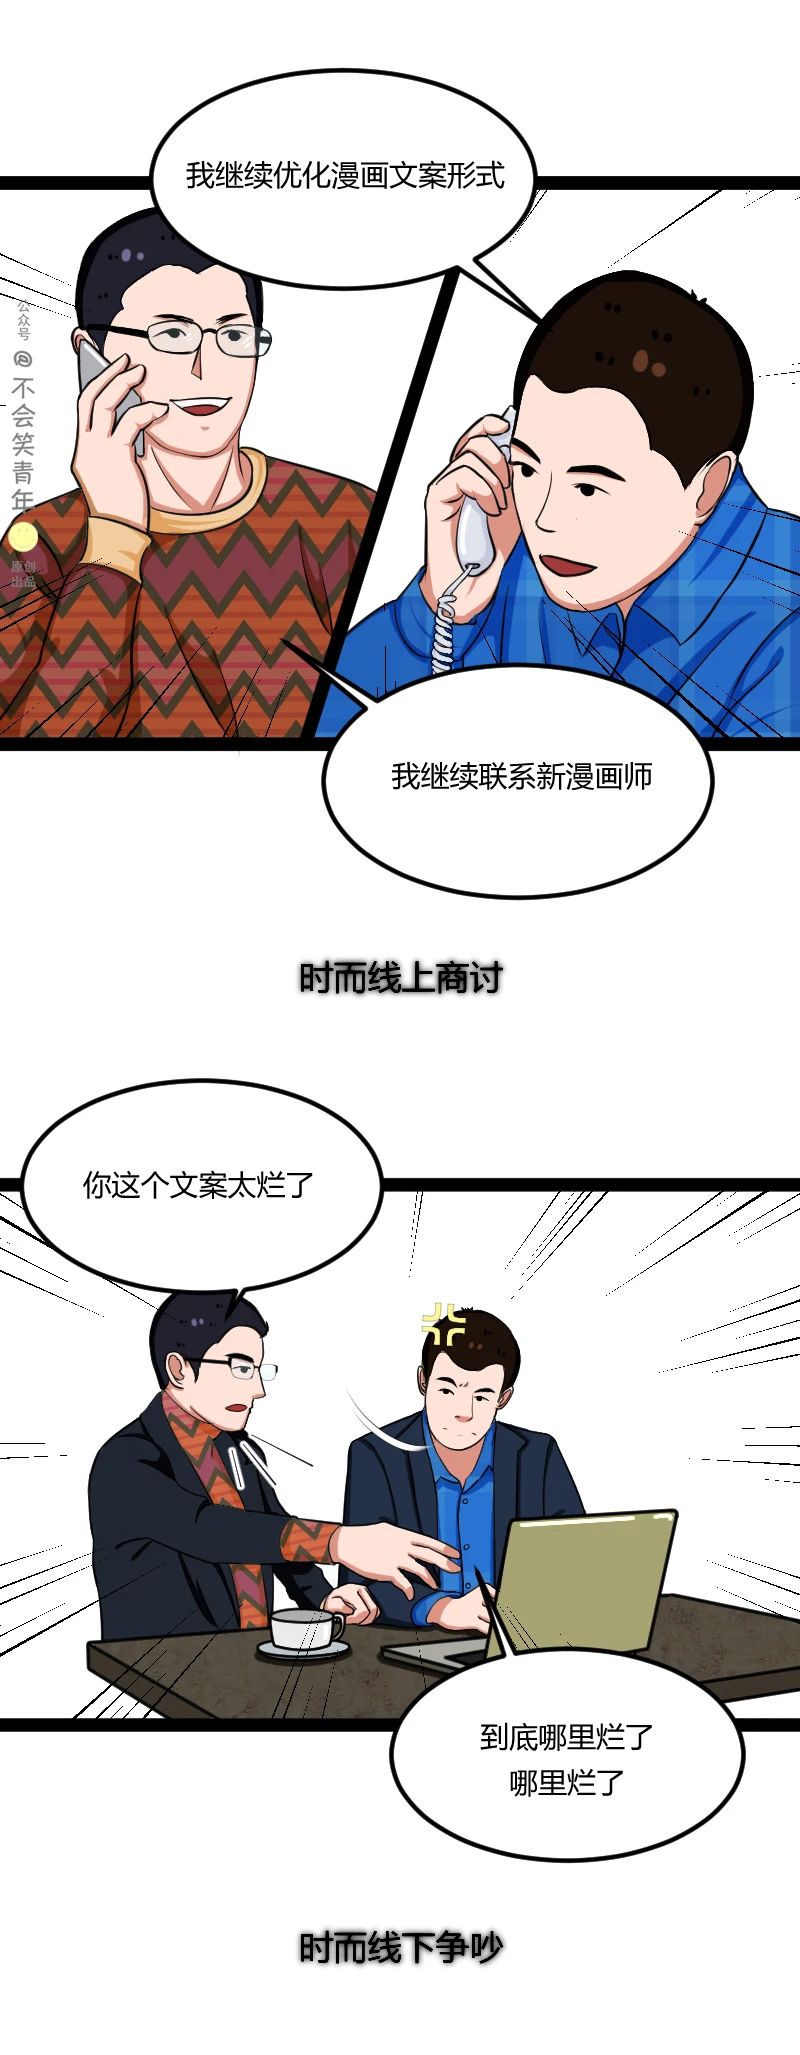 我继续优化漫画文案形式
公众号
@不会笑青年
原创
出品
我继续联系新漫画师
时而线上商讨
你这个文案太烂了
到底哪里烂了
哪里烂了
时而线下争吵